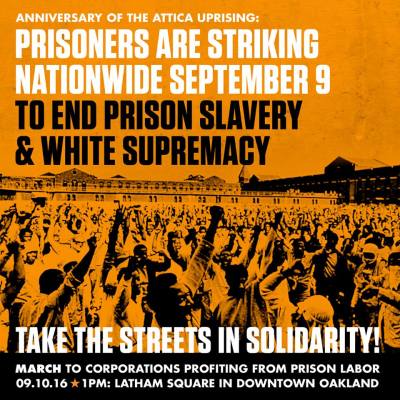 ANNIVERSARY OF THE ATTICA UPRISING:
PRISONERS ARE STRIKING
NATIONWIDE SEPTEMBER 9
TO END PRISON SLAVERY
& WHITE SUPREMACY
TAKE THE STREETS IN SOLIDARITY!
MARCH TO CORPORATIONS PROFITING FROM PRISON LABOR
09.10.16 ★ 1PM: LATHAM SQUARE IN DOWNTOWN OAKLAND